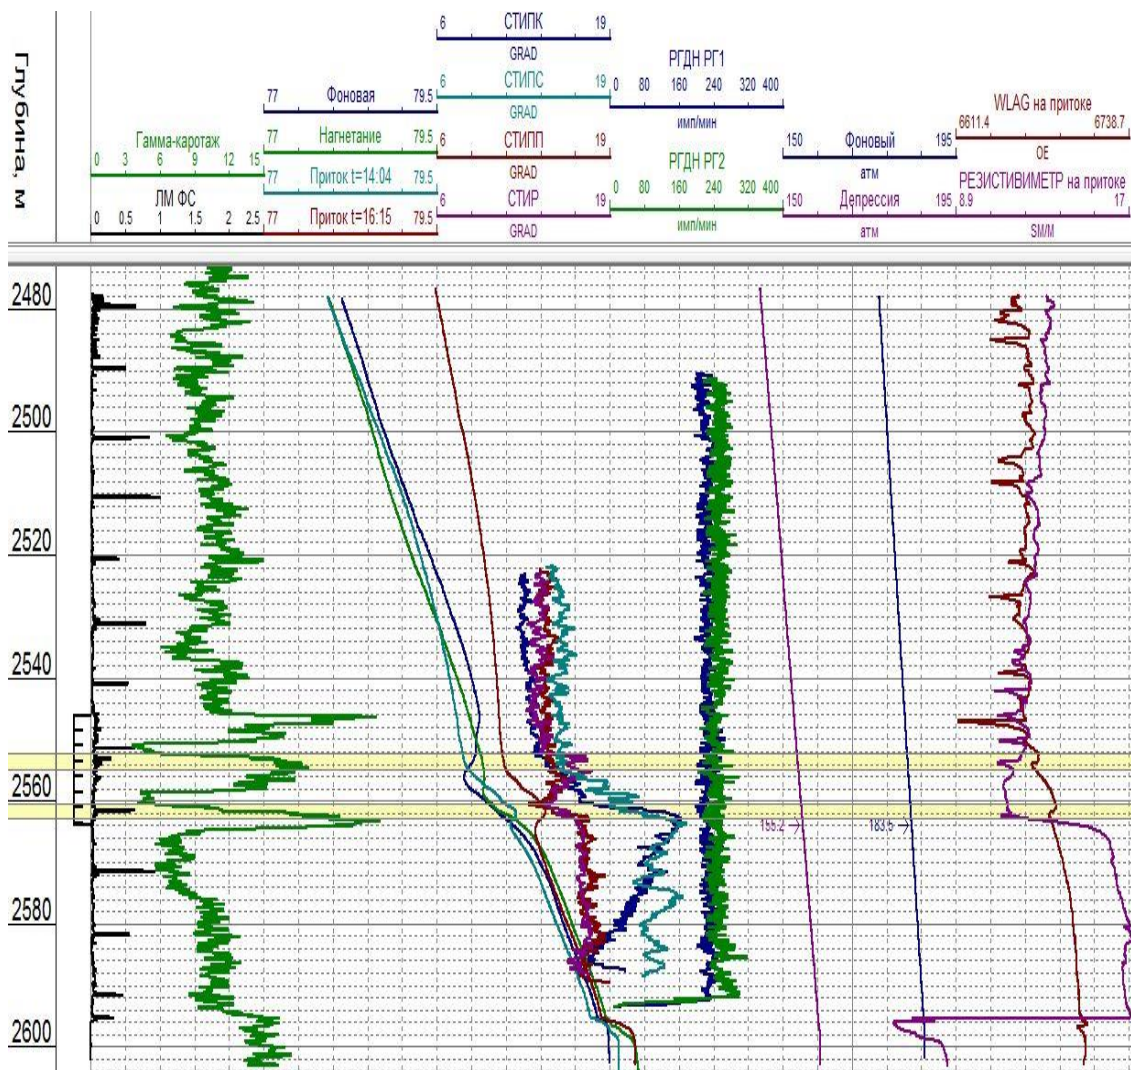 Глубина, м
6 СТИПК 19
GRAD
6 СТИПС 19
GRAD
6 СТИПП 19
GRAD
6 СТИР 19
GRAD
77 Фоновая 79.5
77 Нагнетание 79.5
77 Приток t=14:04 79.5
77 Приток t=16:15 79.5
Гамма-каротаж
0 3 6 9 12 15
ЛМ ФС
0 0.5 1 1.5 2 2.5
РГДН РГ1
0 80 160 240 320 400
имп/мин
РГДН РГ2
0 80 160 240 320 400
имп/мин
150 Фоновый 195
атм
150 Депрессия 195
атм
WLAG на притоке
6611.4 6738.7
ОЕ
РЕЗИСТИВИМЕТР на притоке
8.9 17
SM/M
2480
2500
2520
2540
2560
155.2 183.5
2580
2600